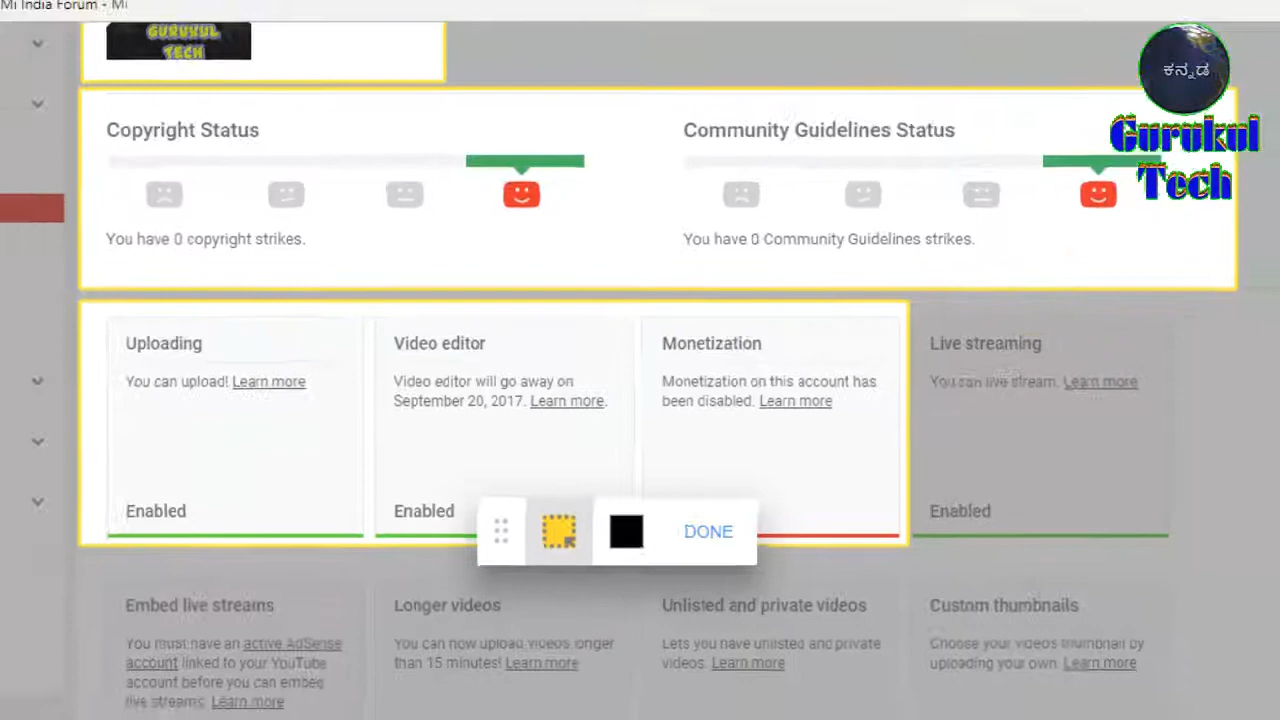 Mi India Forum - Mi
GURUKUL
TECH
ಕನ್ನಡ
Gurukul
Tech
Copyright Status
Community Guidelines Status
You have 0 copyright strikes.
You have 0 Community Guidelines strikes.
Uploading
You can upload! Learn more
Enabled
Video editor
Video editor will go away on
September 20, 2017. Learn more.
Enabled
Monetization
Monetization on this account has
been disabled. Learn more
Live streaming
You can live stream. Learn more
Enabled
DONE
Embed live streams
You must have an active AdSense
account linked to your YouTube
account before you can embed
live streams. Learn more
Longer videos
You can now upload videos longer
than 15 minutes! Learn more
Unlisted and private videos
Lets you have unlisted and private
videos. Learn more
Custom thumbnails
Choose your videos thumbnail by
uploading your own. Learn more